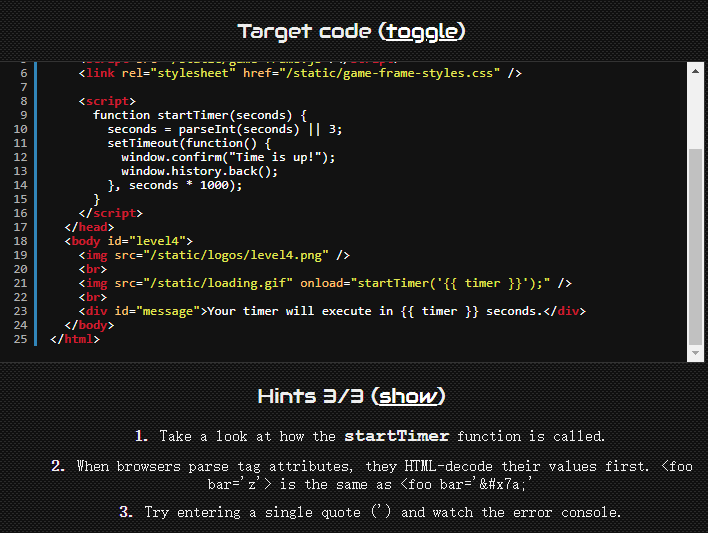 Target code (toggle)
6 <link rel="stylesheet" href="/static/game-frame-styles.css" />
7
8 <script>
9 function startTimer(seconds) {
10 seconds = parseInt(seconds) || 3;
11 setTimeout(function() {
12 window.confirm("Time is up!");
13 window.history.back();
14 }, seconds * 1000);
15 }
16 </script>
17 </head>
18 <body id="level4">
19 <img src="/static/logos/level4.png" />
20 <br>
21 <img src="/static/loading.gif" onload="startTimer('{{ timer }}');" />
22 <br>
23 <div id="message">Your timer will execute in {{ timer }} seconds.</div>
24 </body>
25 </html>
Hints 3/3 (show)
1. Take a look at how the startTimer function is called.
2. When browsers parse tag attributes, they HTML-decode their values first. <foo
bar='z'> is the same as <foo bar='&#x7a;'
3. Try entering a single quote (') and watch the error console.